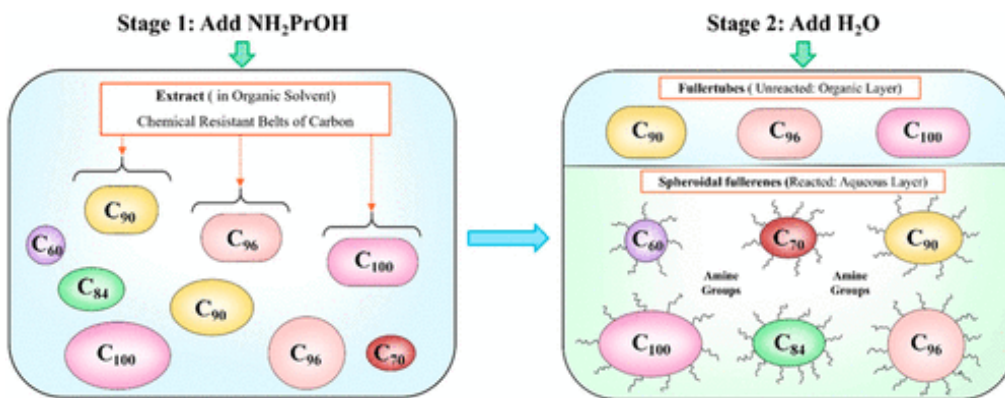 Stage 1: Add NH₂PrOH
Extract ( in Organic Solvent)
Chemical Resistant Belts of Carbon
C₉₀
C₉₆
C₁₀₀
C₆₀
C₈₄
C₉₀
C₁₀₀
C₉₆
C₇₀
Stage 2: Add H₂O
Fullertubes ( Unreacted: Organic Layer)
C₉₀
C₉₆
C₁₀₀
Spheroidal fullerenes (Reacted: Aqueous Layer)
C₆₀
C₇₀
C₉₀
Amine
Groups
Amine
Groups
C₁₀₀
C₈₄
C₉₆